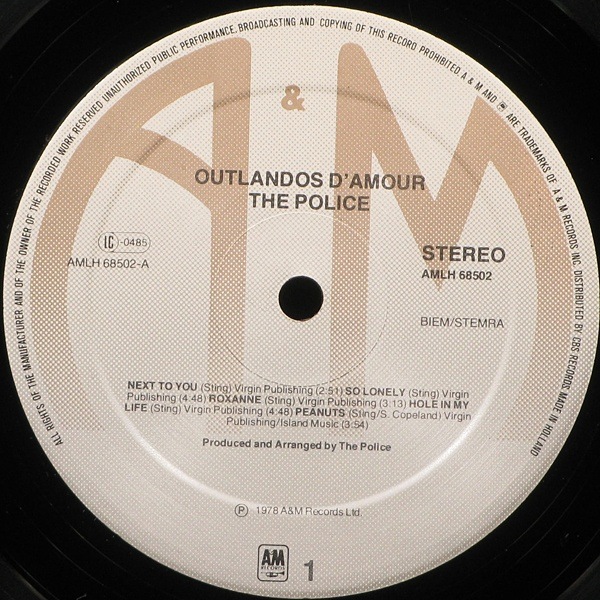 ALL RIGHTS OF THE MANUFACTURER AND OF THE OWNER OF THE RECORDED WORK RESERVED UNAUTHORIZED PUBLIC PERFORMANCE, BROADCASTING AND COPYING OF THIS RECORD PROHIBITED. A & M AND ARE TRADEMARKS OF A & M RECORDS INC. DISTRIBUTED BY CBS RECORDS MADE IN HOLLAND
A & M
OUTLANDOS D'AMOUR
THE POLICE
LC-0485
AMLH 68502-A
STEREO
AMLH 68502
BIEM/STEMRA
NEXT TO YOU (Sting) Virgin Publishing (2:51) SO LONELY (Sting) Virgin
Publishing (4:48) ROXANNE (Sting) Virgin Publishing (3:13) HOLE IN MY
LIFE (Sting) Virgin Publishing (4:48) PEANUTS (Sting/S. Copeland) Virgin
Publishing/Island Music (3:54)
Produced and Arranged by The Police
Ⓟ 1978 A&M Records Ltd.
A&M
RECORDS
1